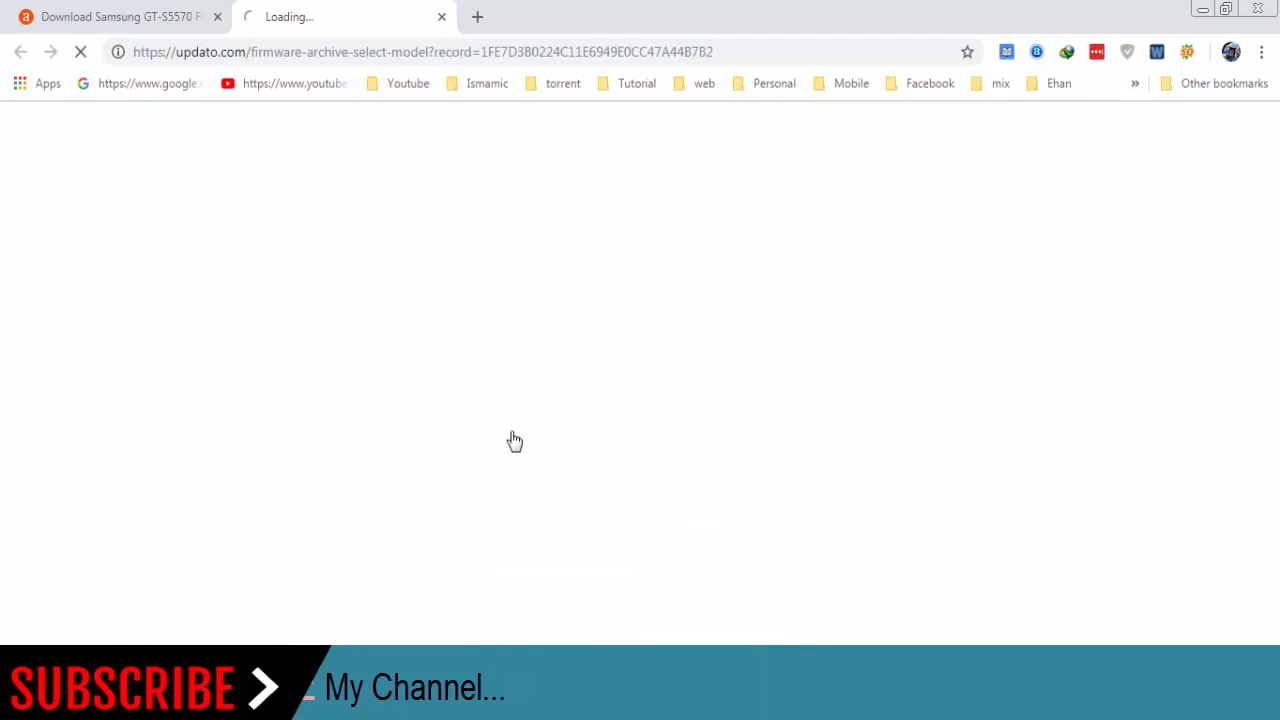 Download Samsung GT-S5570 Fi
Loading...
https://updato.com/firmware-archive-select-model?record=1FE7D3B0224C11E6949E0CC47A44B7B2
Apps https://www.google.c https://www.youtube Youtube Ismamic torrent Tutorial web Personal Mobile Facebook mix Ehan » Other bookmarks
SUBSCRIBE My Channel...